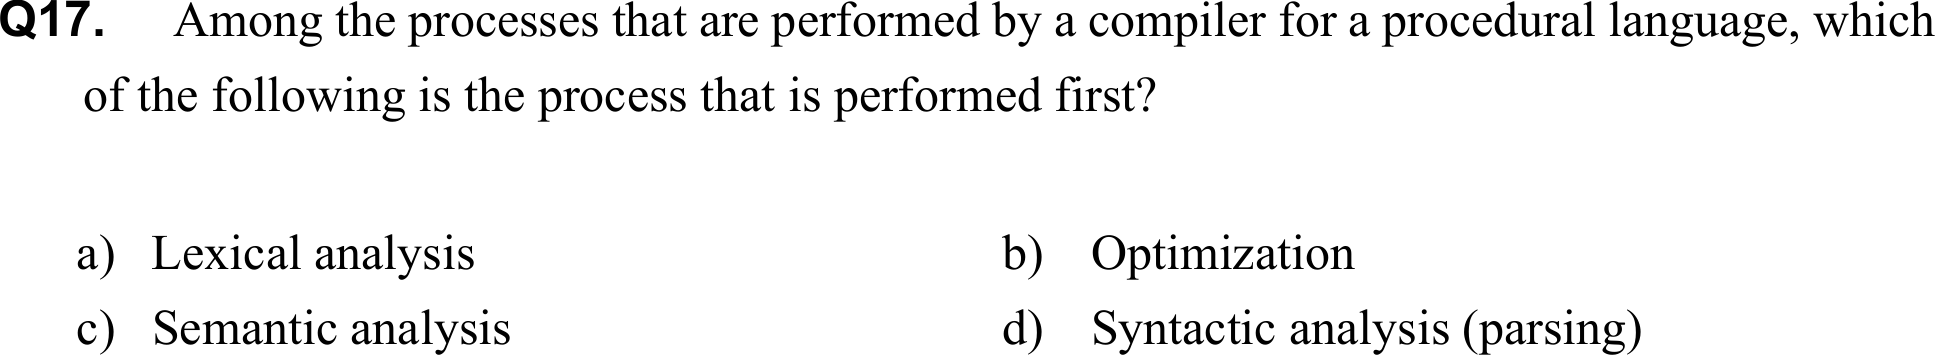 Q17. Among the processes that are performed by a compiler for a procedural language, which
of the following is the process that is performed first?
a) Lexical analysis b) Optimization
c) Semantic analysis d) Syntactic analysis (parsing)